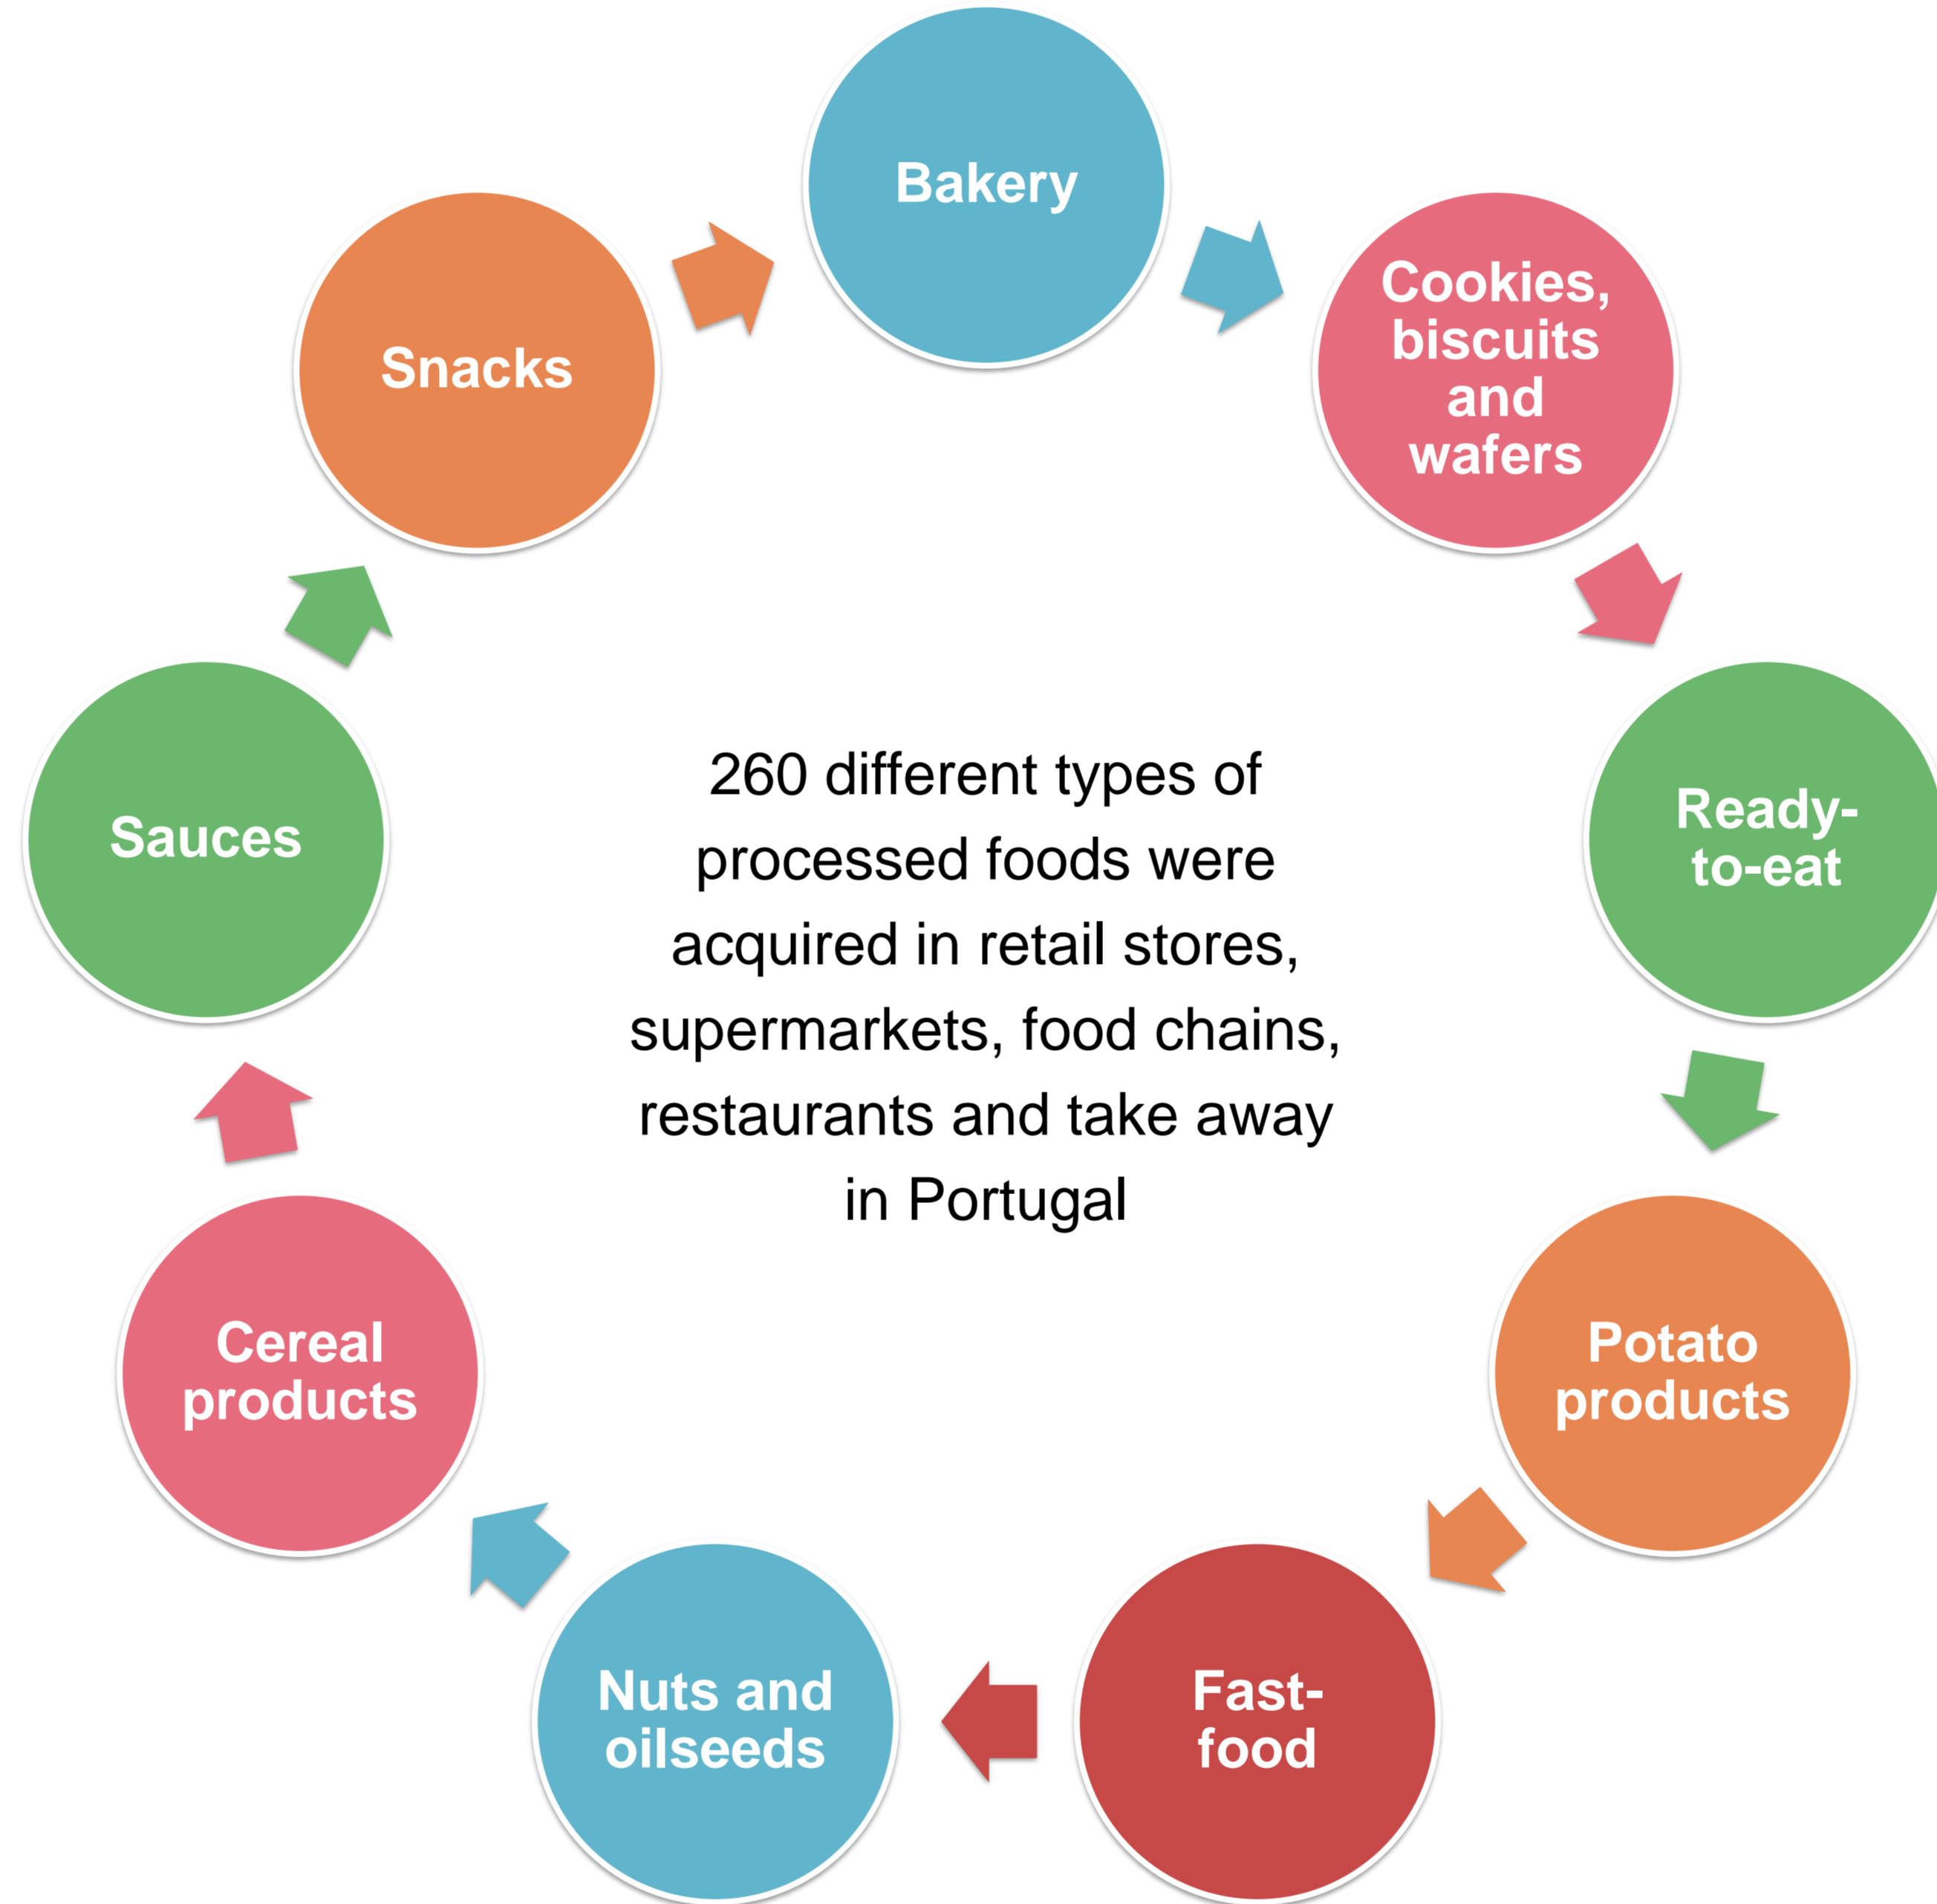 Bakery
Cookies,
biscuits
and
wafers
Ready-
to-eat
Potato
products
Fast-
food
Nuts and
oilseeds
Cereal
products
Sauces
Snacks
260 different types of
processed foods were
acquired in retail stores,
supermarkets, food chains,
restaurants and take away
in Portugal